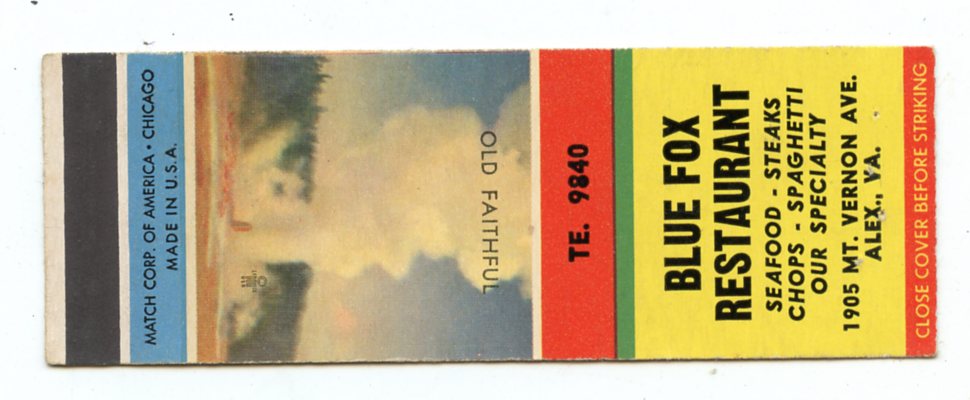 MATCH CORP. OF AMERICA • CHICAGO
MADE IN U.S.A.
OLD FAITHFUL
TE. 9840
BLUE FOX
RESTAURANT
SEAFOOD - STEAKS
CHOPS - SPAGHETTI
OUR SPECIALTY
1905 MT. VERNON AVE.
ALEX., VA.
CLOSE COVER BEFORE STRIKING